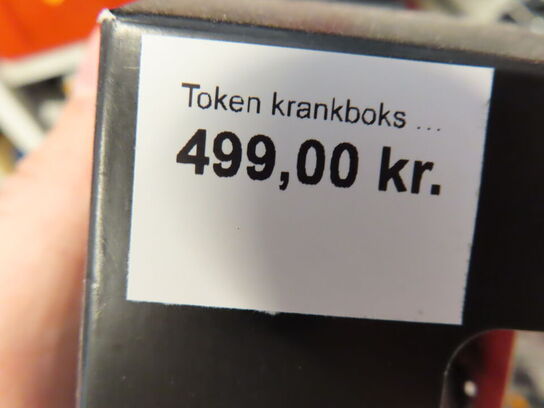 Token krankboks ...
499,00 kr.